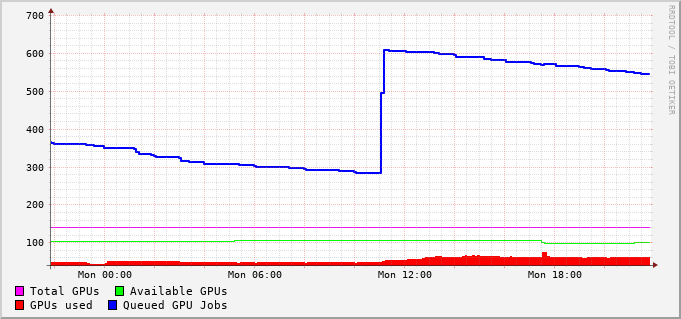 700
600
500
400
300
200
100
Mon 00:00 Mon 06:00 Mon 12:00 Mon 18:00
Total GPUs Available GPUs
GPUs used Queued GPU Jobs
RRDTOOL / TOBI OETIKER